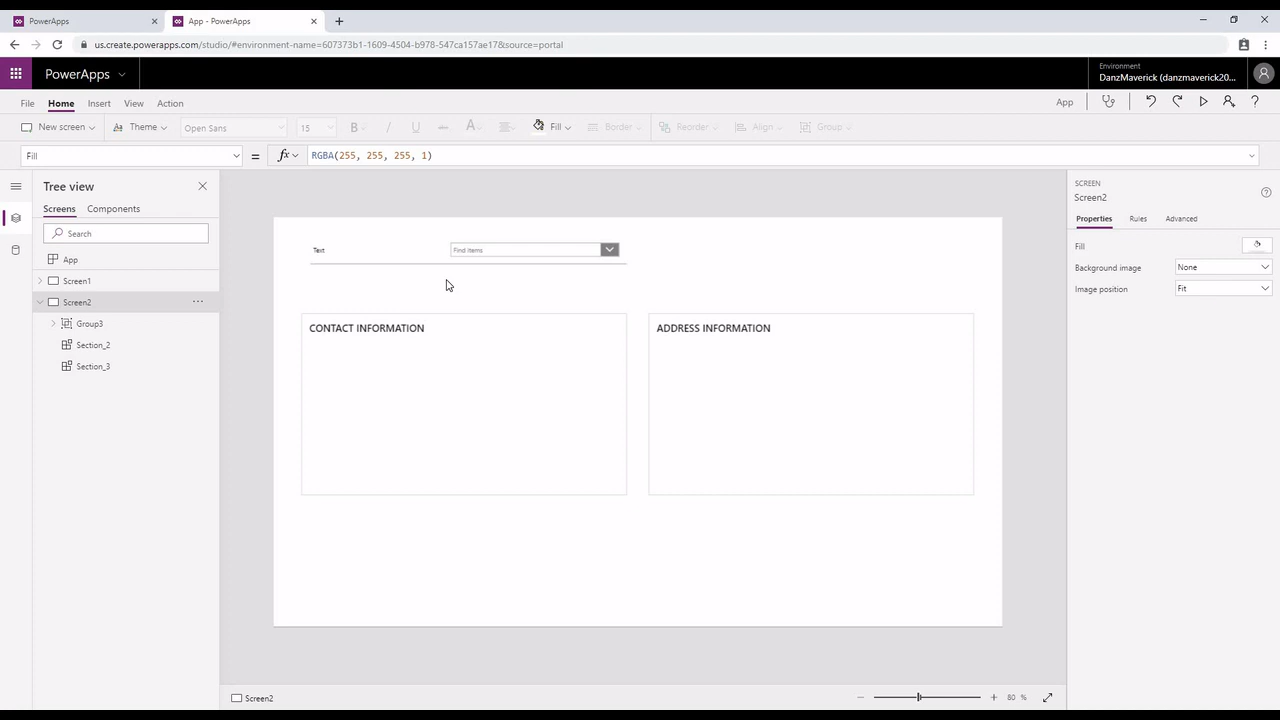 PowerApps
App - PowerApps
us.create.powerapps.com/studio/#environment-name=607373b1-1609-4504-b978-547ca157ae17&source=portal
PowerApps
Environment
DanzMaverick (danzmaverick20...
File Home Insert View Action
App
New screen Theme Open Sans 15 B I U abc A Fill Border Reorder Align Group
Fill = fx RGBA(255, 255, 255, 1)
Tree view
Screens Components
Search
App
Screen1
Screen2 ...
Group3
Section_2
Section_3
Text Find items
CONTACT INFORMATION
ADDRESS INFORMATION
SCREEN
Screen2
Properties Rules Advanced
Fill
Background image None
Image position Fit
Screen2
80 %